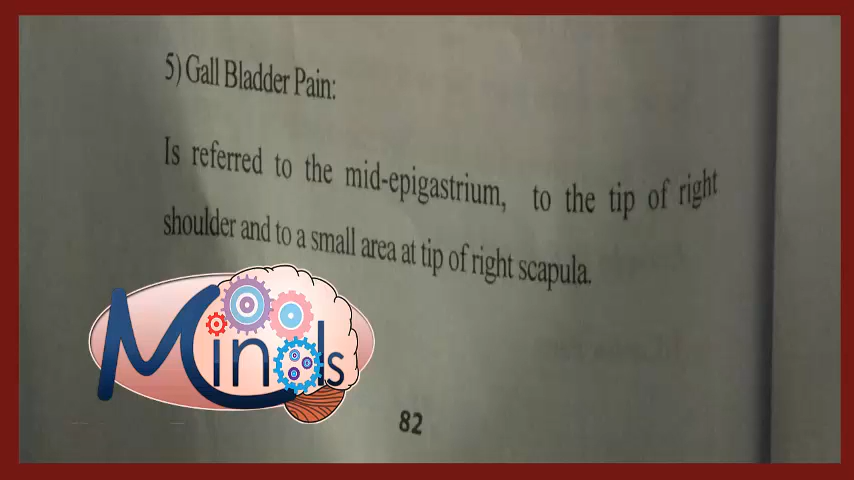 5) Gall Bladder Pain:
Is referred to the mid-epigastrium, to the tip of right
shoulder and to a small area at tip of right scapula.
Minds
82